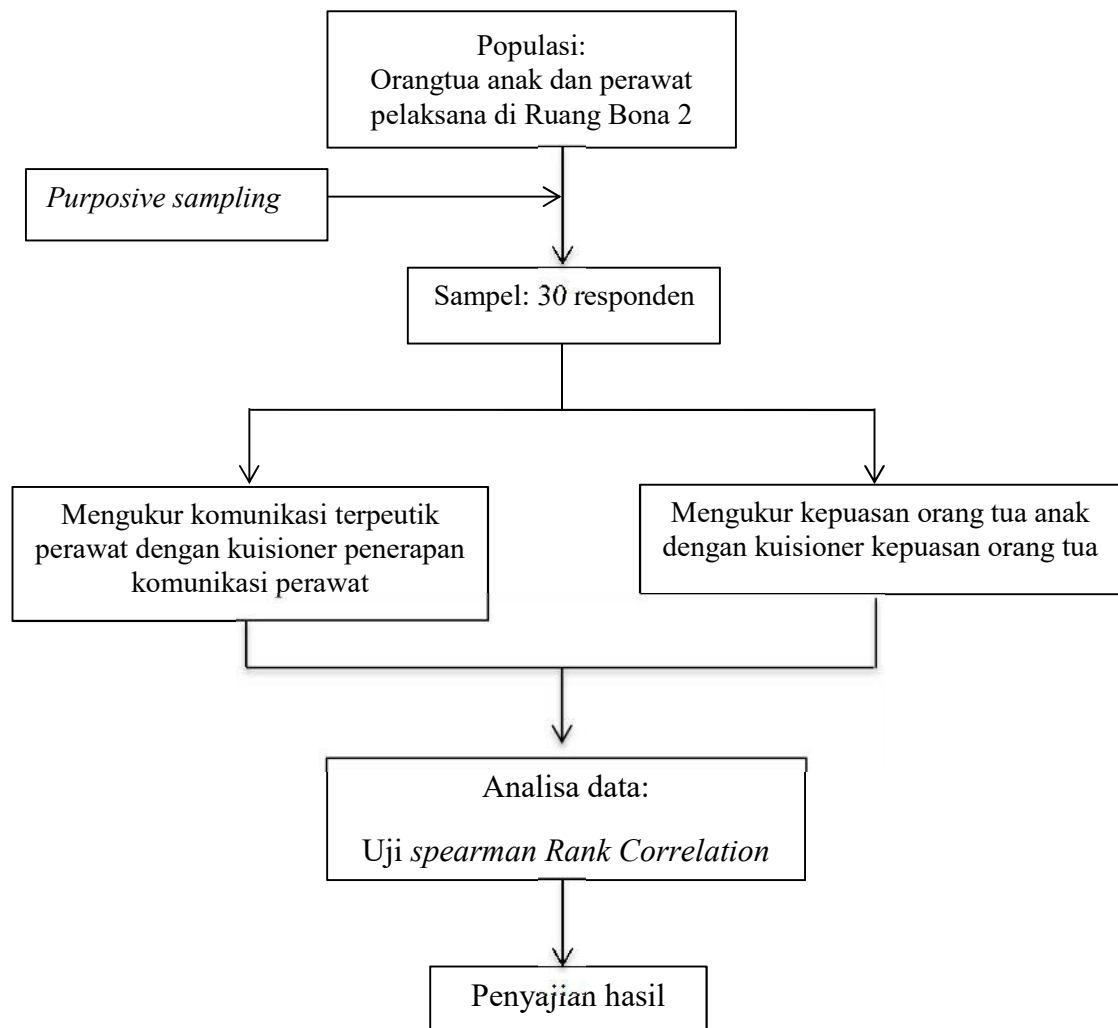 Populasi:
Orangtua anak dan perawat
pelaksana di Ruang Bona 2
Purposive sampling
Sampel: 30 responden
Mengukur komunikasi terpeutik
perawat dengan kuisioner penerapan
komunikasi perawat
Mengukur kepuasan orang tua anak
dengan kuisioner kepuasan orang tua
Analisa data:
Uji spearman Rank Correlation
Penyajian hasil